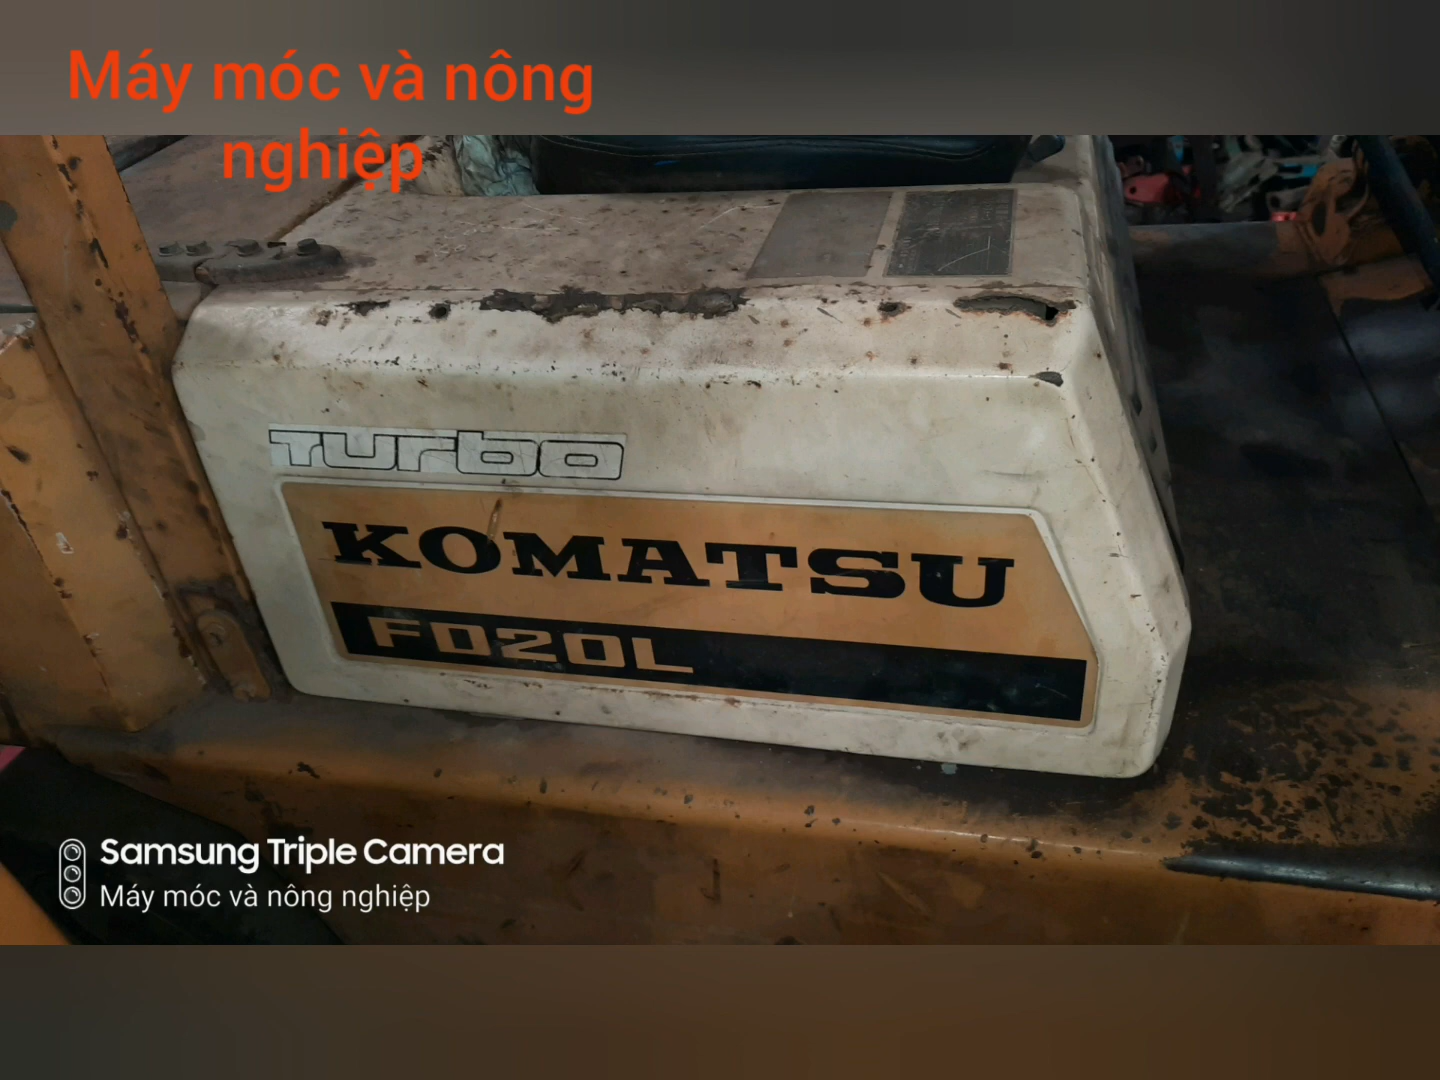 Máy móc và nông
nghiệp
Turbo
KOMATSU
FD20L
Samsung Triple Camera
Máy móc và nông nghiệp